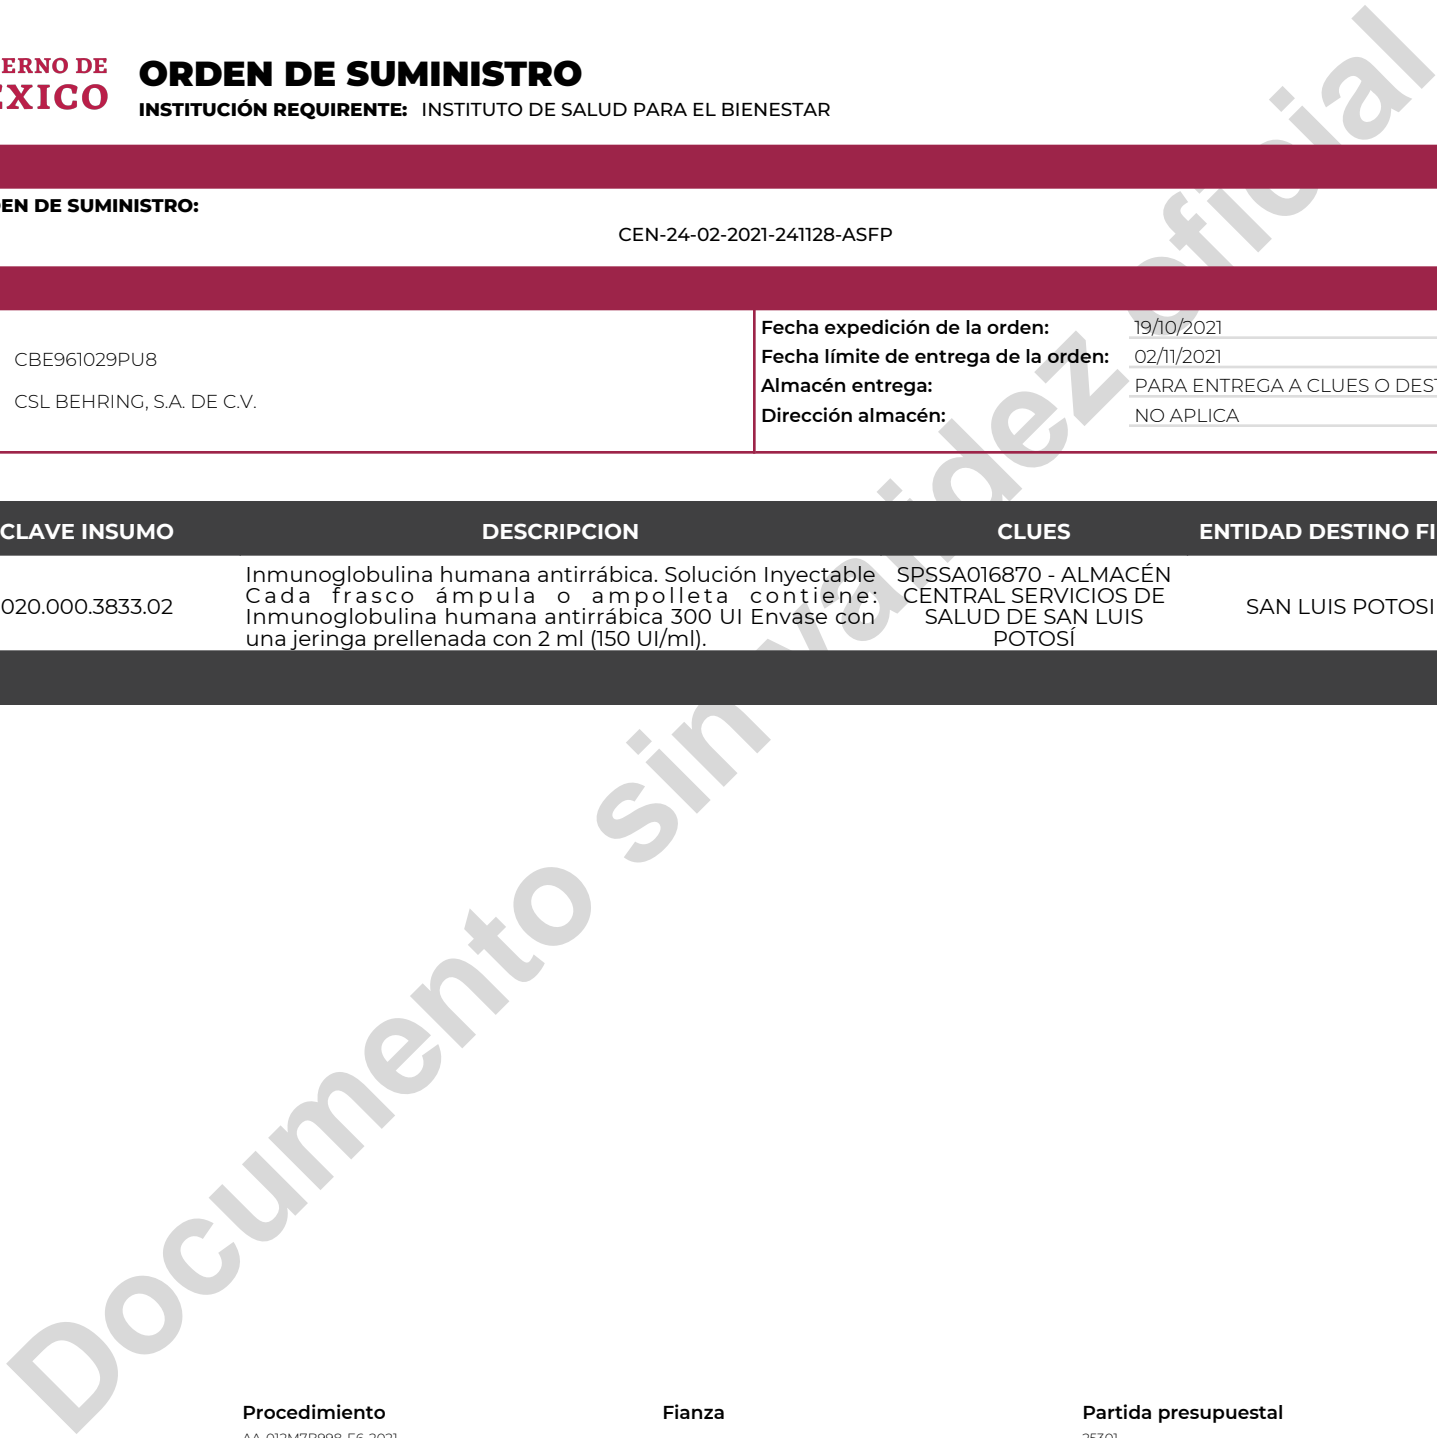 ERNO DE
EXICO
ORDEN DE SUMINISTRO
INSTITUCIÓN REQUIRENTE: INSTITUTO DE SALUD PARA EL BIENESTAR
EN DE SUMINISTRO:
CEN-24-02-2021-241128-ASFP
CBE961029PU8
CSL BEHRING, S.A. DE C.V.
Fecha expedición de la orden: 19/10/2021
Fecha límite de entrega de la orden: 02/11/2021
Almacén entrega: PARA ENTREGA A CLUES O DEST
Dirección almacén: NO APLICA
CLAVE INSUMO DESCRIPCION CLUES ENTIDAD DESTINO FI
020.000.3833.02
Inmunoglobulina humana antirrábica. Solución Inyectable
Cada frasco ámpula o ampolleta contiene:
Inmunoglobulina humana antirrábica 300 UI Envase con
una jeringa prellenada con 2 ml (150 UI/ml).
SPSSA016870 - ALMACÉN
CENTRAL SERVICIOS DE
SALUD DE SAN LUIS
POTOSÍ
SAN LUIS POTOSI
Documento sin validez oficial
Procedimiento Fianza Partida presupuestal